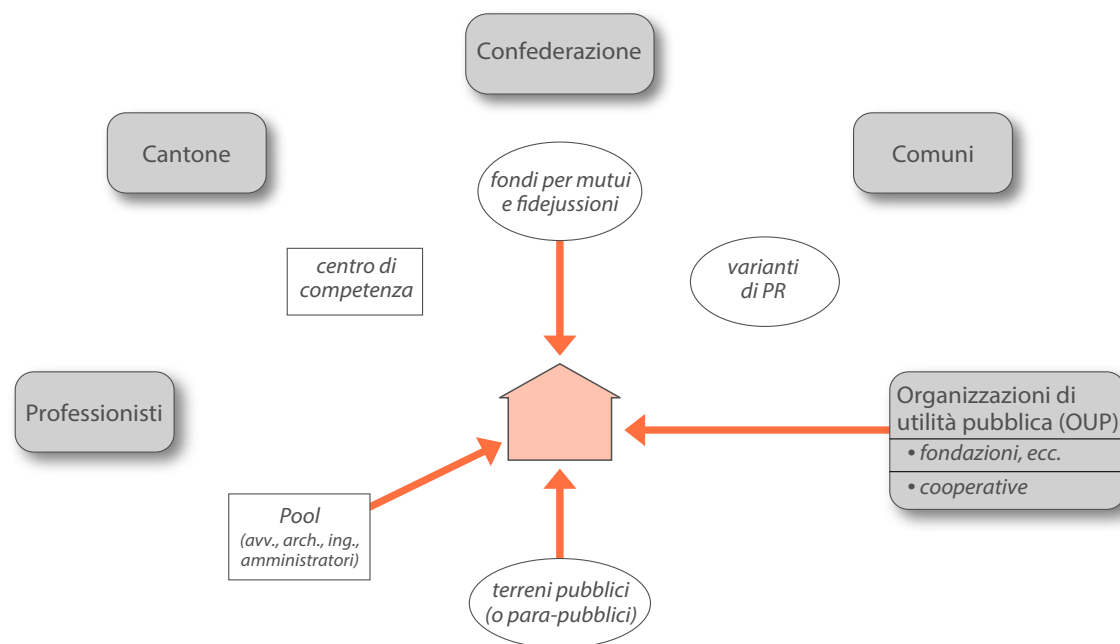 Confederazione
Cantone
Comuni
fondi per mutui
e fidejussioni
centro di
competenza
varianti
di PR
Professionisti
Organizzazioni di
utilità pubblica (OUP)
• fondazioni, ecc.
• cooperative
Pool
(avv., arch., ing.,
amministratori)
terreni pubblici
(o para-pubblici)